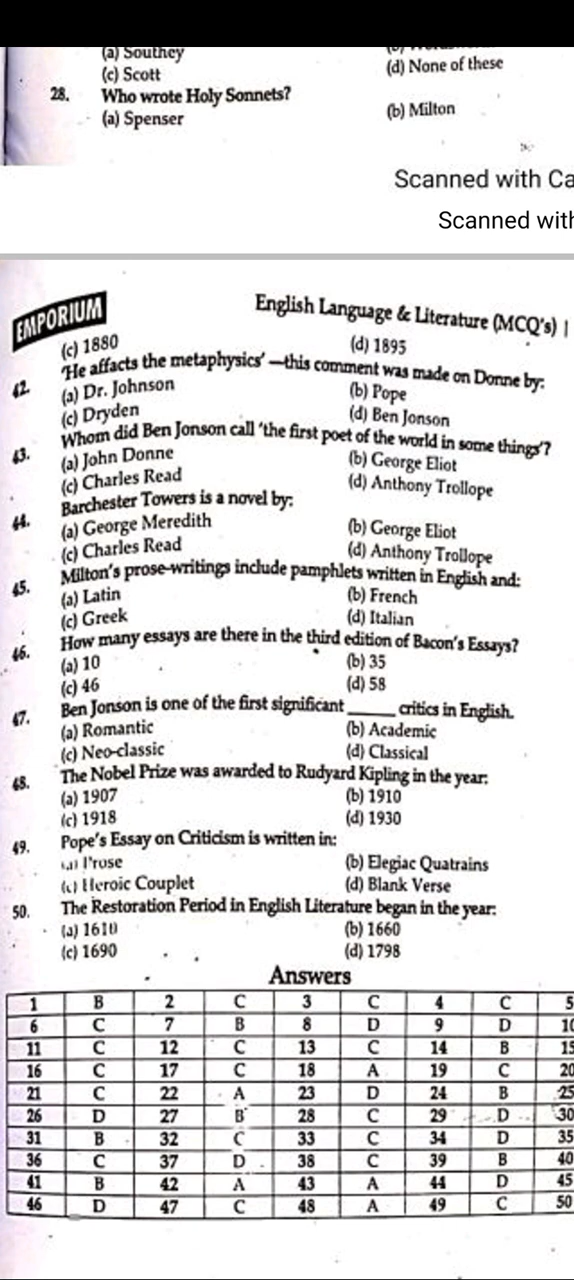 (a) Southey
(c) Scott (d) None of these
28. Who wrote Holy Sonnets?
(a) Spenser (b) Milton
Scanned with Ca
Scanned with
EMPORIUM English Language & Literature (MCQ's) |
(c) 1880 (d) 1895
42. 'He affacts the metaphysics' —this comment was made on Donne by:
(a) Dr. Johnson (b) Pope
(c) Dryden (d) Ben Jonson
43. Whom did Ben Jonson call 'the first poet of the world in some things'?
(a) John Donne (b) George Eliot
(c) Charles Read (d) Anthony Trollope
44. Barchester Towers is a novel by:
(a) George Meredith (b) George Eliot
(c) Charles Read (d) Anthony Trollope
45. Milton's prose-writings include pamphlets written in English and:
(a) Latin (b) French
(c) Greek (d) Italian
46. How many essays are there in the third edition of Bacon's Essays?
(a) 10 (b) 35
(c) 46 (d) 58
47. Ben Jonson is one of the first significant _____ critics in English.
(a) Romantic (b) Academic
(c) Neo-classic (d) Classical
48. The Nobel Prize was awarded to Rudyard Kipling in the year:
(a) 1907 (b) 1910
(c) 1918 (d) 1930
49. Pope's Essay on Criticism is written in:
(a) Prose (b) Elegiac Quatrains
(c) Heroic Couplet (d) Blank Verse
50. The Restoration Period in English Literature began in the year:
(a) 1610 (b) 1660
(c) 1690 (d) 1798
Answers
1 B 2 C 3 C 4 C 5
6 C 7 B 8 D 9 D 10
11 C 12 C 13 C 14 B 15
16 C 17 C 18 A 19 C 20
21 C 22 A 23 D 24 B 25
26 D 27 B 28 C 29 D 30
31 B 32 C 33 C 34 D 35
36 C 37 D 38 C 39 B 40
41 B 42 A 43 A 44 D 45
46 D 47 C 48 A 49 C 50